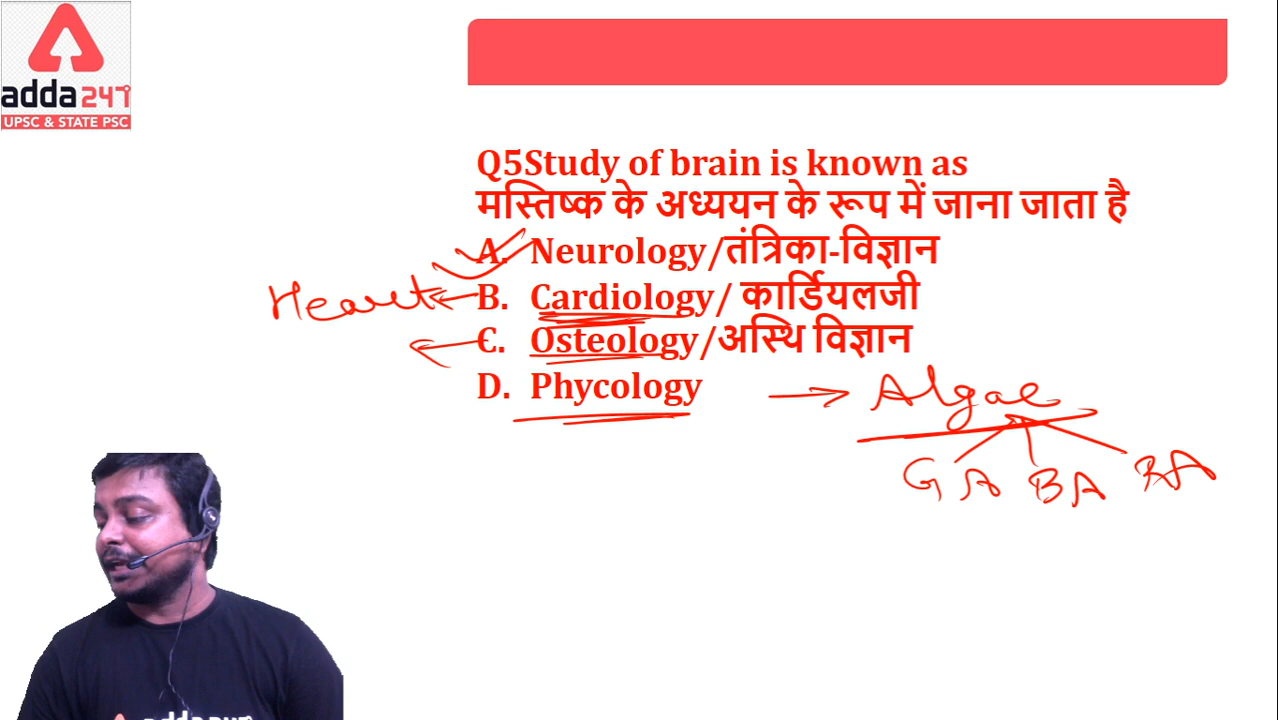 adda247
UPSC & STATE PSC
Q5Study of brain is known as
मस्तिष्क के अध्ययन के रूप में जाना जाता है
A. Neurology/तंत्रिका-विज्ञान
Heart B. Cardiology/ कार्डियलजी
C. Osteology/अस्थि विज्ञान
D. Phycology Algae
GA BA RA
adda247